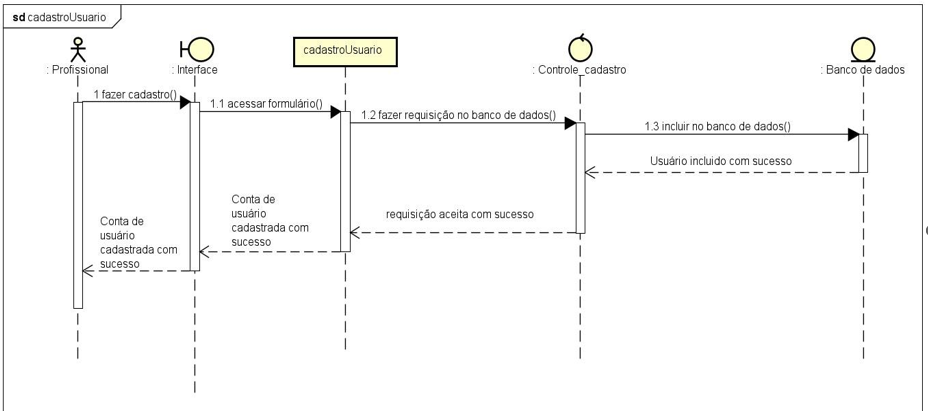 sd cadastroUsuario
: Profissional
: Interface
cadastroUsuario
: Controle_cadastro
: Banco de dados
1 fazer cadastro()
1.1 acessar formulário()
1.2 fazer requisição no banco de dados()
1.3 incluir no banco de dados()
Usuário incluido com sucesso
requisição aceita com sucesso
Conta de
usuário
cadastrada com
sucesso
Conta de
usuário
cadastrada com
sucesso